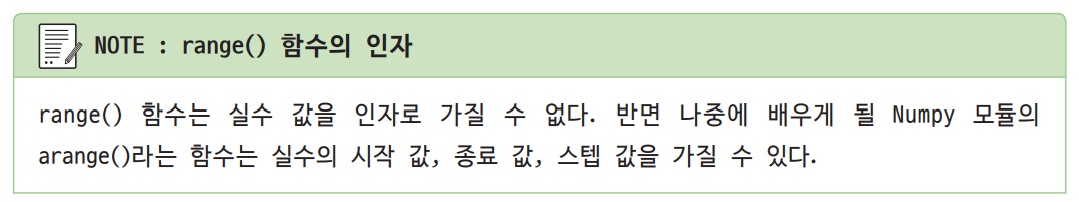 NOTE : range() 함수의 인자
range() 함수는 실수 값을 인자로 가질 수 없다. 반면 나중에 배우게 될 Numpy 모듈의
arange()라는 함수는 실수의 시작 값, 종료 값, 스텝 값을 가질 수 있다.